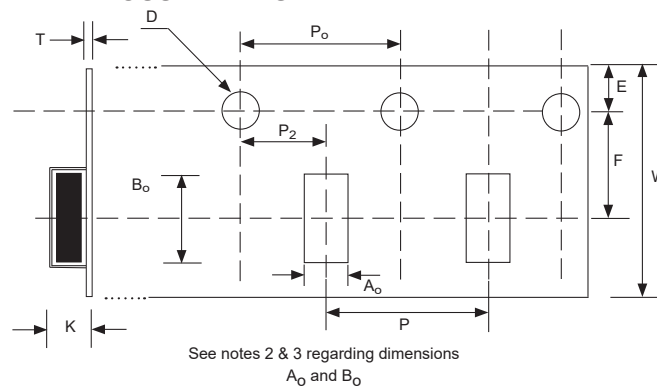 D
T
Pₒ
E
P₂
F
Bₒ
W
Aₒ
K
P
See notes 2 & 3 regarding dimensions
Aₒ and Bₒ